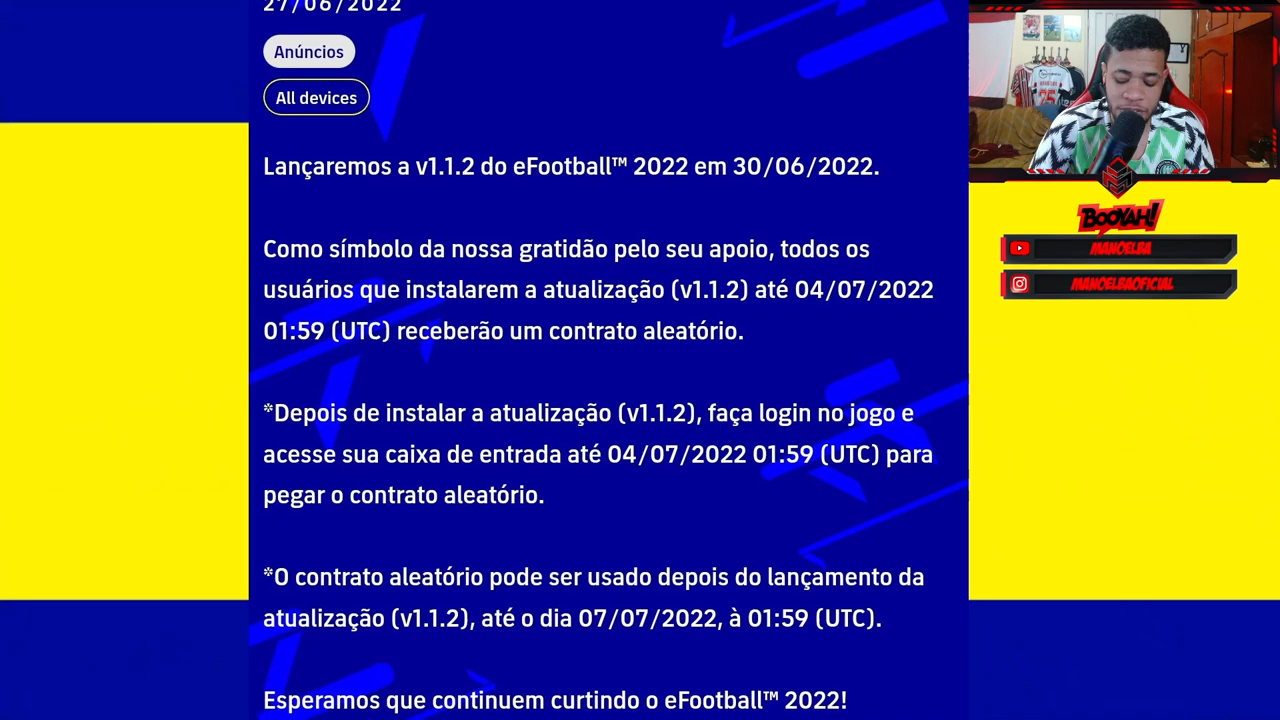 27/06/2022
Anúncios
All devices
Lançaremos a v1.1.2 do eFootball™ 2022 em 30/06/2022.
Como símbolo da nossa gratidão pelo seu apoio, todos os
usuários que instalarem a atualização (v1.1.2) até 04/07/2022
01:59 (UTC) receberão um contrato aleatório.
*Depois de instalar a atualização (v1.1.2), faça login no jogo e
acesse sua caixa de entrada até 04/07/2022 01:59 (UTC) para
pegar o contrato aleatório.
*O contrato aleatório pode ser usado depois do lançamento da
atualização (v1.1.2), até o dia 07/07/2022, à 01:59 (UTC).
Esperamos que continuem curtindo o eFootball™ 2022!
BOOYAH!
MANOELBA
MANOELBAOFICIAL
25